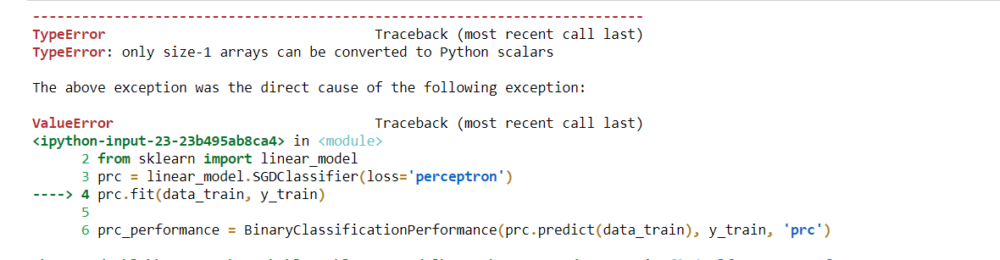 ---------------------------------------------------------------------------
TypeError                                 Traceback (most recent call last)
TypeError: only size-1 arrays can be converted to Python scalars
The above exception was the direct cause of the following exception:
ValueError                                Traceback (most recent call last)
<ipython-input-23-23b495ab8ca4> in <module>
      2 from sklearn import linear_model
      3 prc = linear_model.SGDClassifier(loss='perceptron')
----> 4 prc.fit(data_train, y_train)
      5
      6 prc_performance = BinaryClassificationPerformance(prc.predict(data_train), y_train, 'prc')